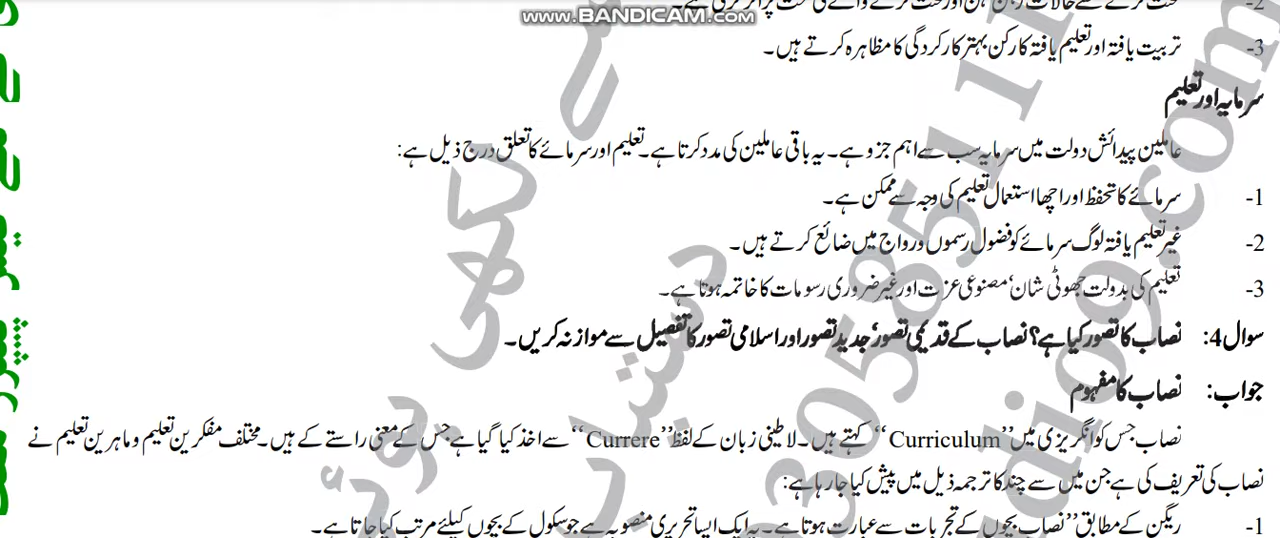 www.BANDICAM.com
3- تربیت یافتہ اور تعلیم یافتہ کارکن بہتر کارکردگی کا مظاہرہ کرتے ہیں۔
سرمایہ اور تعلیم
عاملین پیدائش دولت میں سرمایہ سب سے اہم جزو ہے۔ یہ باقی عاملین کی مدد کرتا ہے۔ تعلیم اور سرمائے کا تعلق درج ذیل ہے:
1- سرمائے کا تحفظ اور اچھا استعمال تعلیم کی وجہ سے ممکن ہے۔
2- غیر تعلیم یافتہ لوگ سرمائے کو فضول رسموں و رواج میں ضائع کرتے ہیں۔
3- تعلیم کی بدولت جھوٹی شان، مصنوعی عزت اور غیر ضروری رسومات کا خاتمہ ہوتا ہے۔
سوال 4: نصاب کا تصور کیا ہے؟ نصاب کے قدیمی تصور، جدید تصور اور اسلامی تصور کا تفصیل سے موازنہ کریں۔
جواب: نصاب کا مفہوم
نصاب جس کو انگریزی میں ’’Curriculum‘‘ کہتے ہیں۔ لاطینی زبان کے لفظ ’’Currere‘‘ سے اخذ کیا گیا ہے جس کے معنی راستے کے ہیں۔ مختلف مفکرین تعلیم و ماہرین تعلیم نے
نصاب کی تعریف کی ہے جن میں سے چند کا ترجمہ ذیل میں پیش کیا جا رہا ہے:
1- ریگن کے مطابق ’’نصاب بچوں کے تجربات سے عبارت ہوتا ہے۔ یہ ایک ایسا تحریری منصوبہ ہے جو سکول کے بچوں کیلئے مرتب کیا جاتا ہے۔